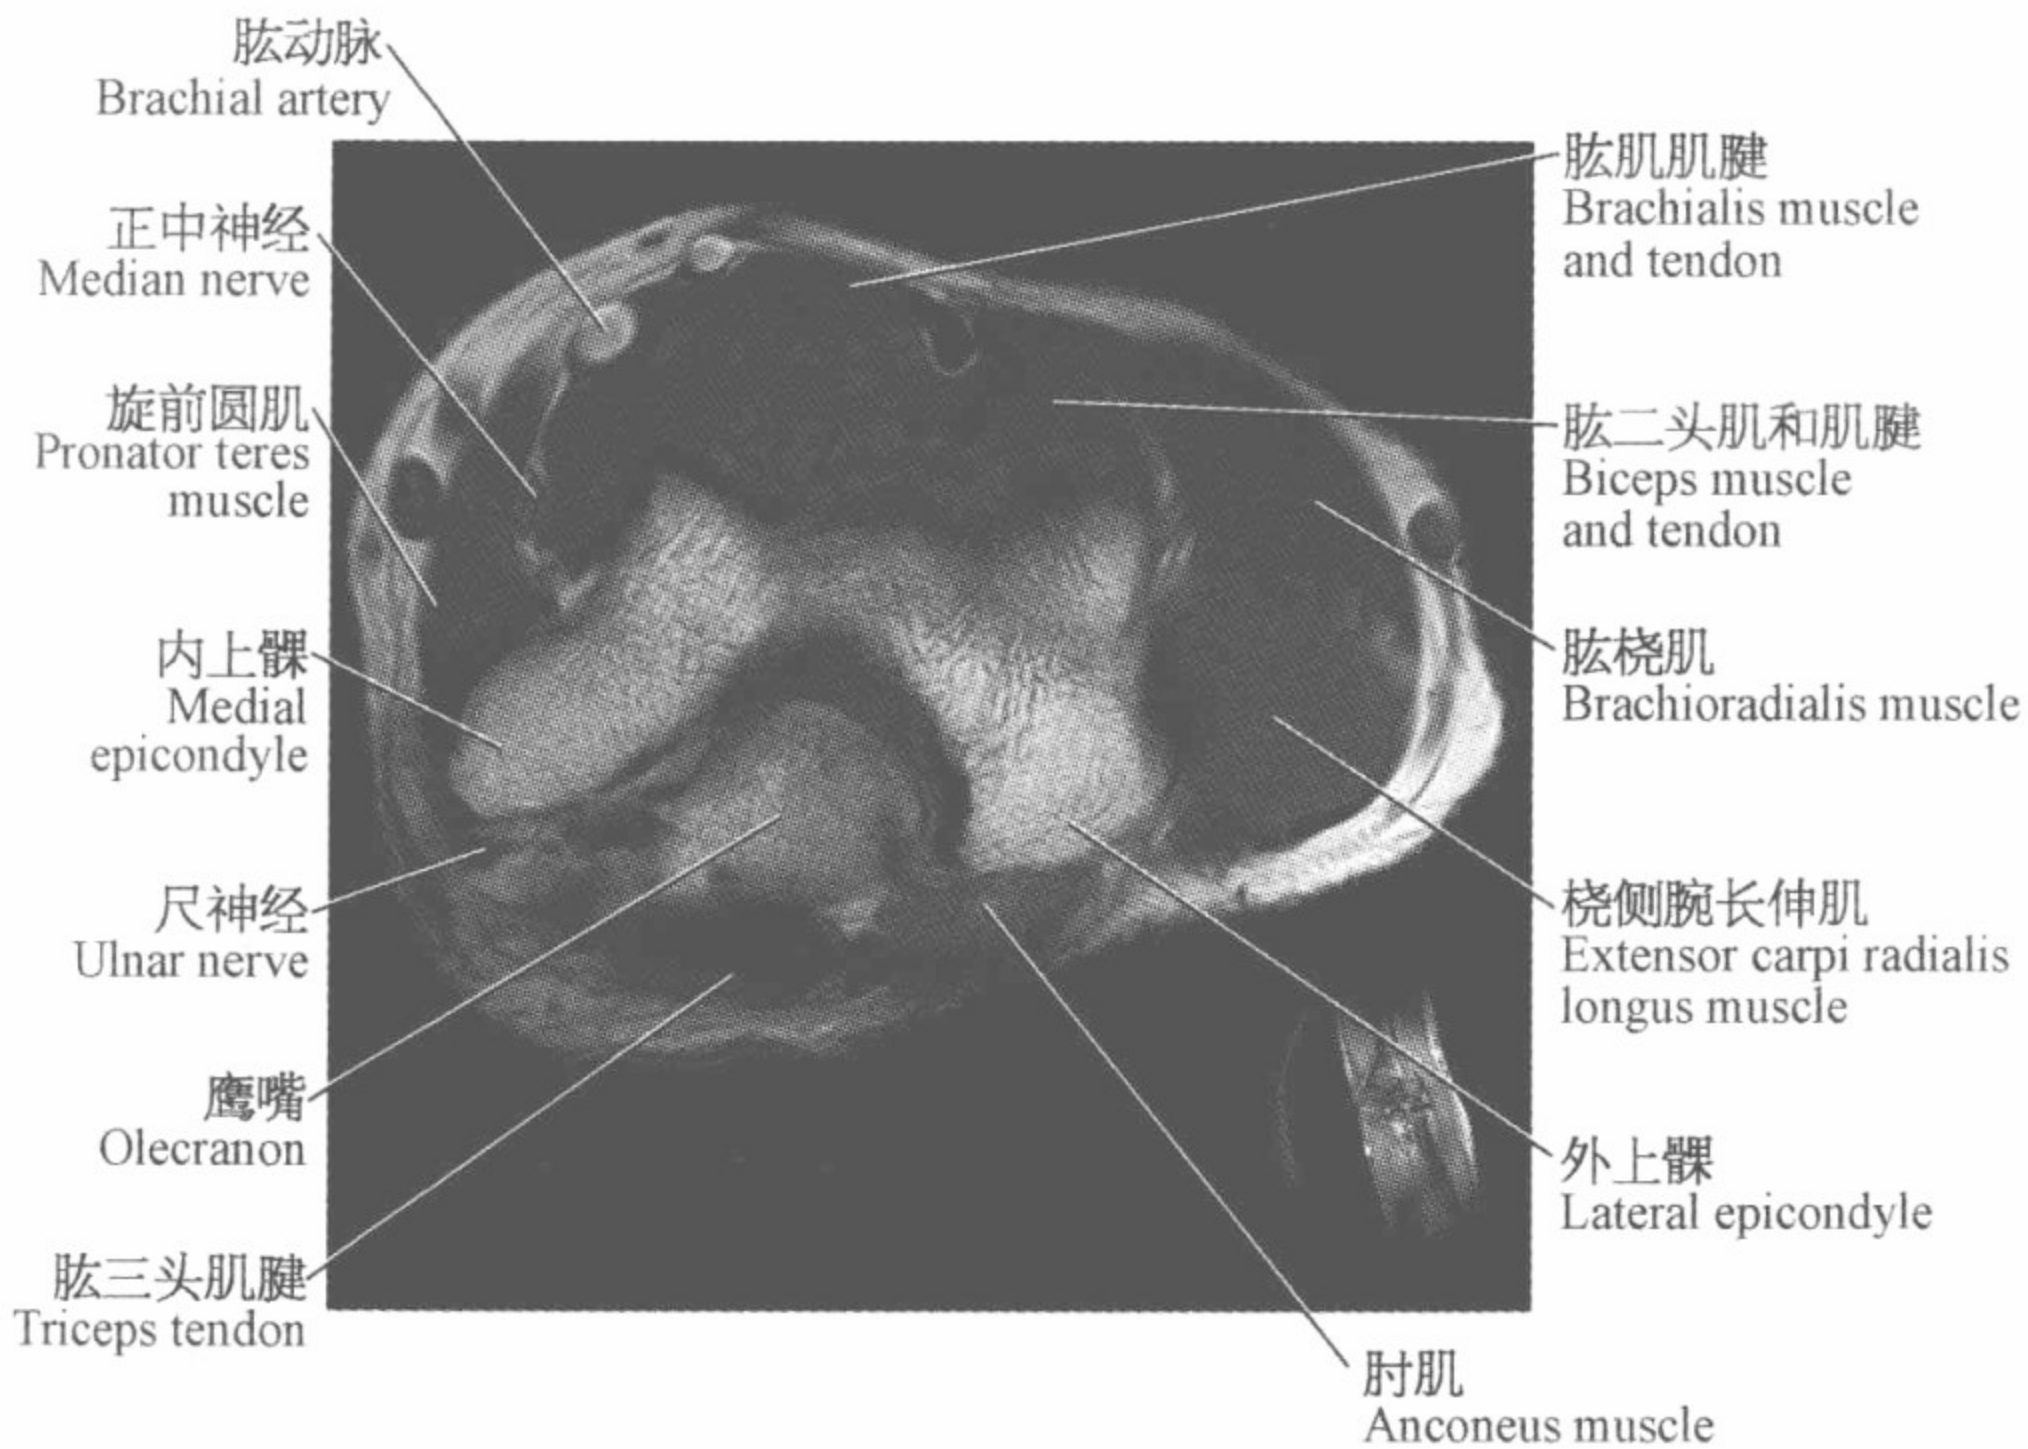 肱动脉
Brachial artery
正中神经
Median nerve
旋前圆肌
Pronator teres
muscle
内上髁
Medial
epicondyle
尺神经
Ulnar nerve
鹰嘴
Olecranon
肱三头肌腱
Triceps tendon
肱肌肌腱
Brachialis muscle
and tendon
肱二头肌和肌腱
Biceps muscle
and tendon
肱桡肌
Brachioradialis muscle
桡侧腕长伸肌
Extensor carpi radialis
longus muscle
外上髁
Lateral epicondyle
肘肌
Anconeus muscle